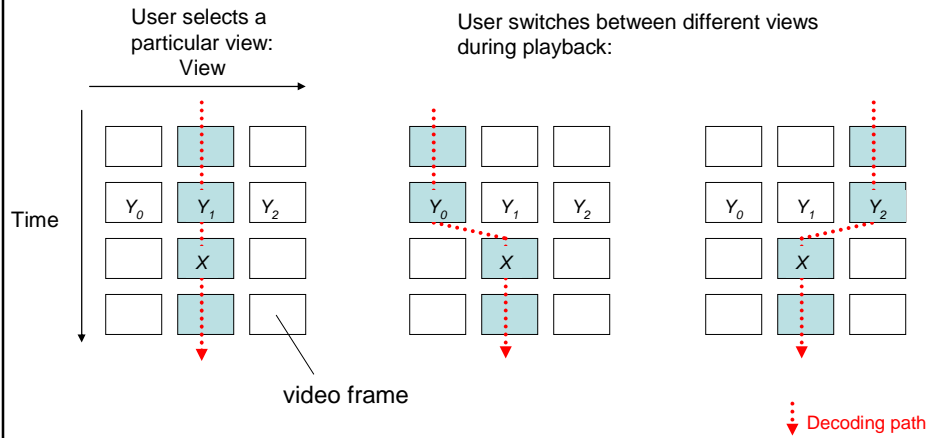 User selects a
particular view:
View
User switches between different views
during playback:
Time
Y0 Y1 Y2
X
Y0 Y1 Y2
X
Y0 Y1 Y2
X
video frame
Decoding path